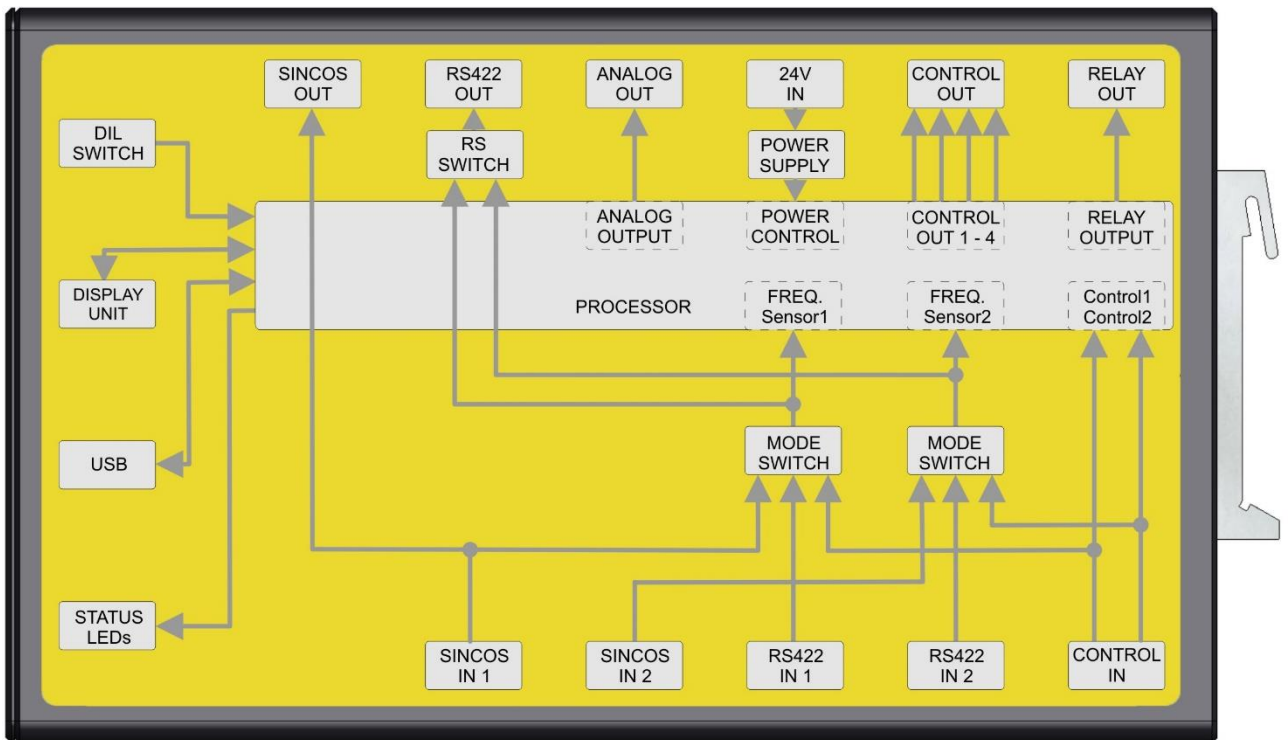 SINCOS
OUT
RS422
OUT
ANALOG
OUT
24V
IN
CONTROL
OUT
RELAY
OUT
DIL
SWITCH
RS
SWITCH
POWER
SUPPLY
ANALOG
OUTPUT
POWER
CONTROL
CONTROL
OUT 1 - 4
RELAY
OUTPUT
DISPLAY
UNIT
PROCESSOR
FREQ.
Sensor1
FREQ.
Sensor2
Control1
Control2
USB
MODE
SWITCH
MODE
SWITCH
STATUS
LEDs
SINCOS
IN 1
SINCOS
IN 2
RS422
IN 1
RS422
IN 2
CONTROL
IN